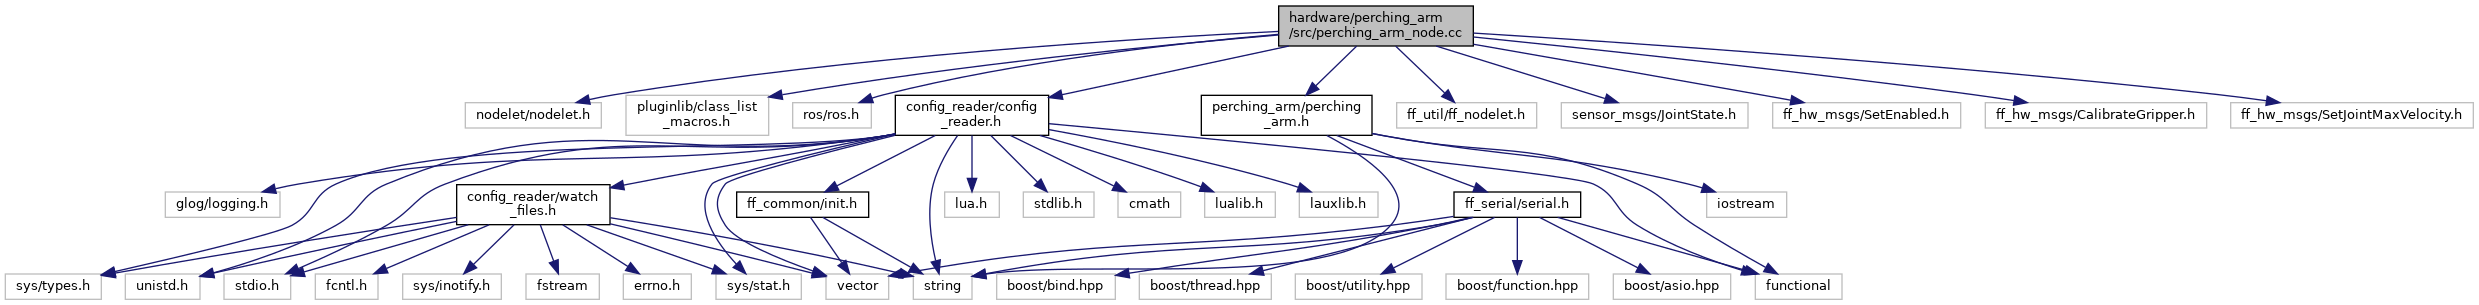 hardware/perching_arm
/src/perching_arm_node.cc
nodelet/nodelet.h
pluginlib/class_list
_macros.h
ros/ros.h
config_reader/config
_reader.h
perching_arm/perching
_arm.h
ff_util/ff_nodelet.h
sensor_msgs/JointState.h
ff_hw_msgs/SetEnabled.h
ff_hw_msgs/CalibrateGripper.h
ff_hw_msgs/SetJointMaxVelocity.h
glog/logging.h
config_reader/watch
_files.h
ff_common/init.h
lua.h
stdlib.h
cmath
lualib.h
lauxlib.h
ff_serial/serial.h
iostream
sys/types.h
unistd.h
stdio.h
fcntl.h
sys/inotify.h
fstream
errno.h
sys/stat.h
vector
string
boost/bind.hpp
boost/thread.hpp
boost/utility.hpp
boost/function.hpp
boost/asio.hpp
functional